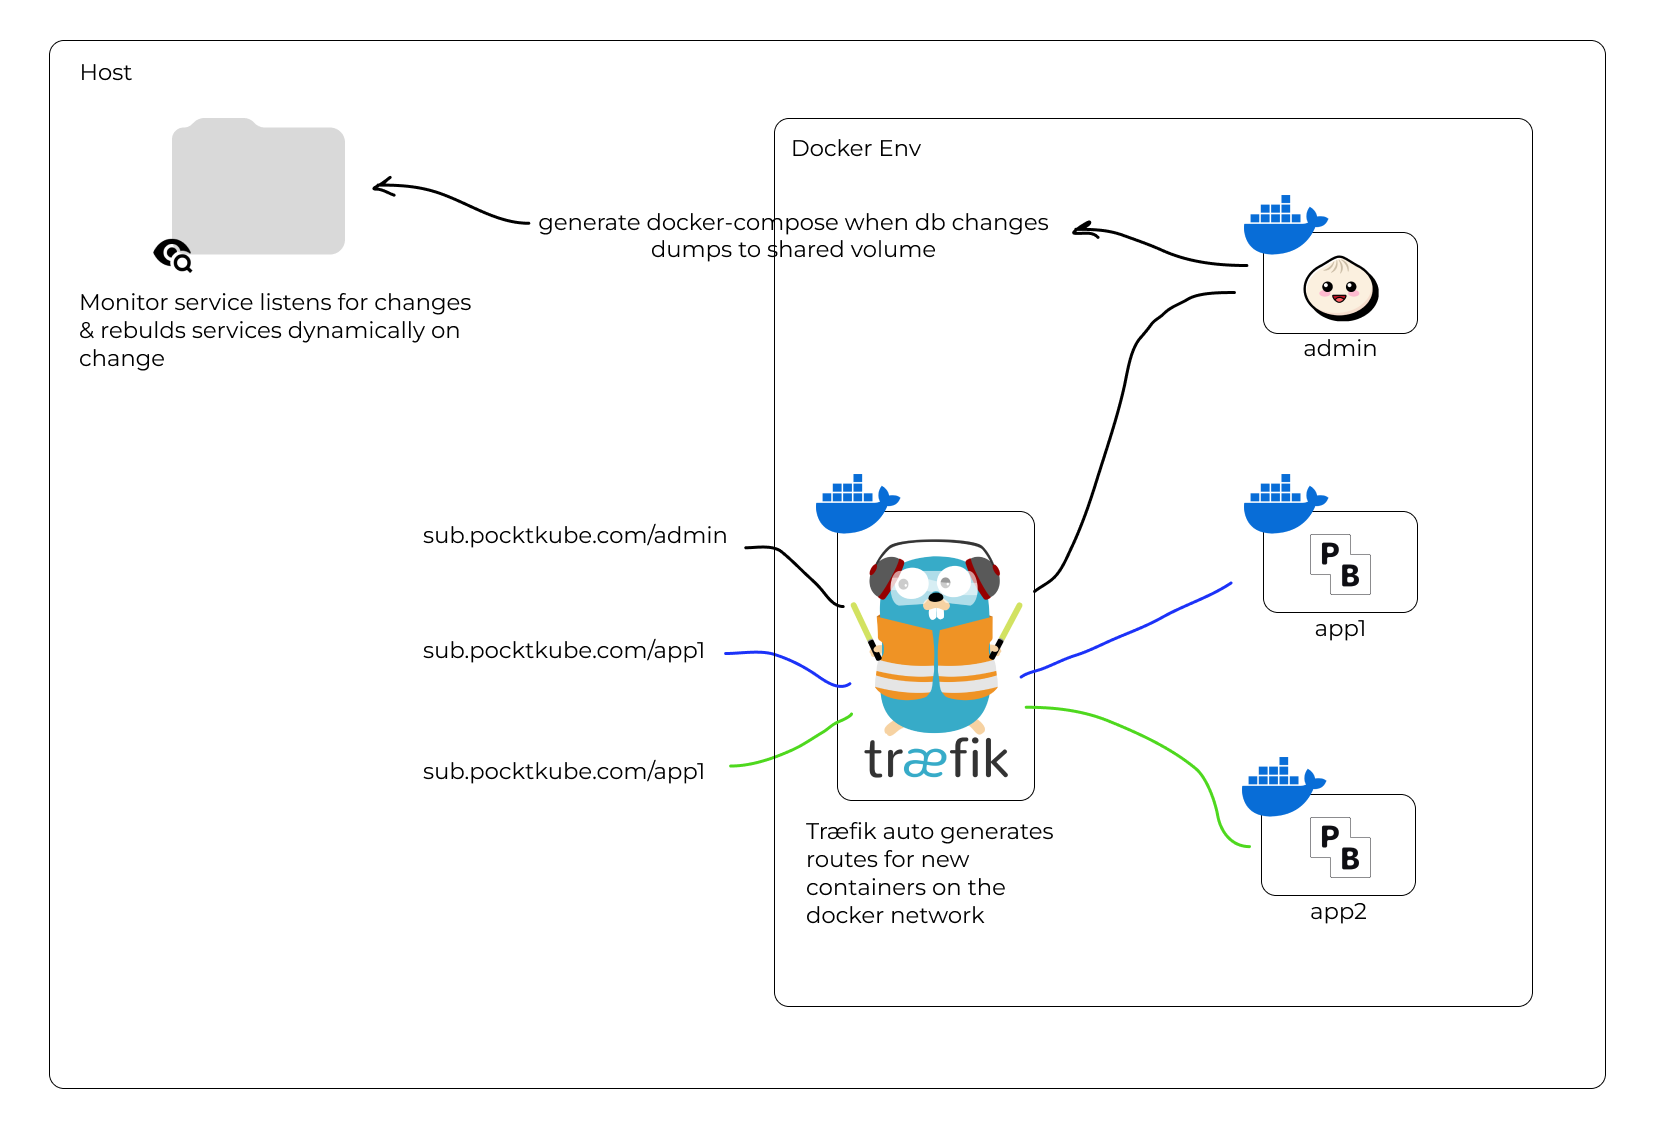 Host
Docker Env
generate docker-compose when db changes
dumps to shared volume
Monitor service listens for changes
& rebulds services dynamically on
change
admin
sub.pocktkube.com/admin
sub.pocktkube.com/app1
sub.pocktkube.com/app1
træfik
Træfik auto generates
routes for new
containers on the
docker network
P
B
app1
P
B
app2